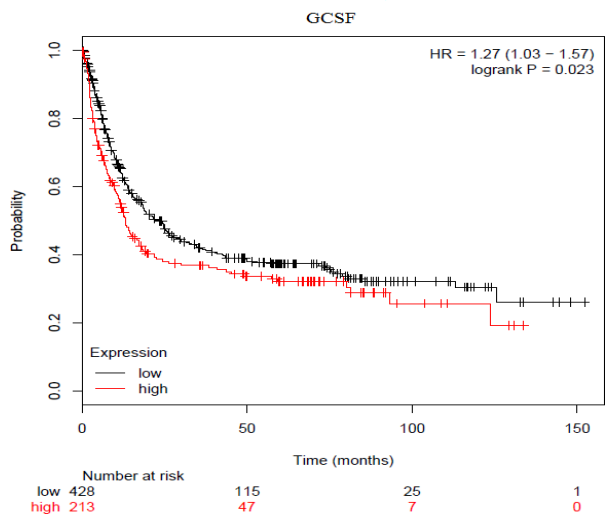 GCSF
HR = 1.27 (1.03 − 1.57)
logrank P = 0.023
Probability
1.0
0.8
0.6
0.4
0.2
0.0
Expression
low
high
0 50 100 150
Time (months)
Number at risk
low 428 115 25 1
high 213 47 7 0